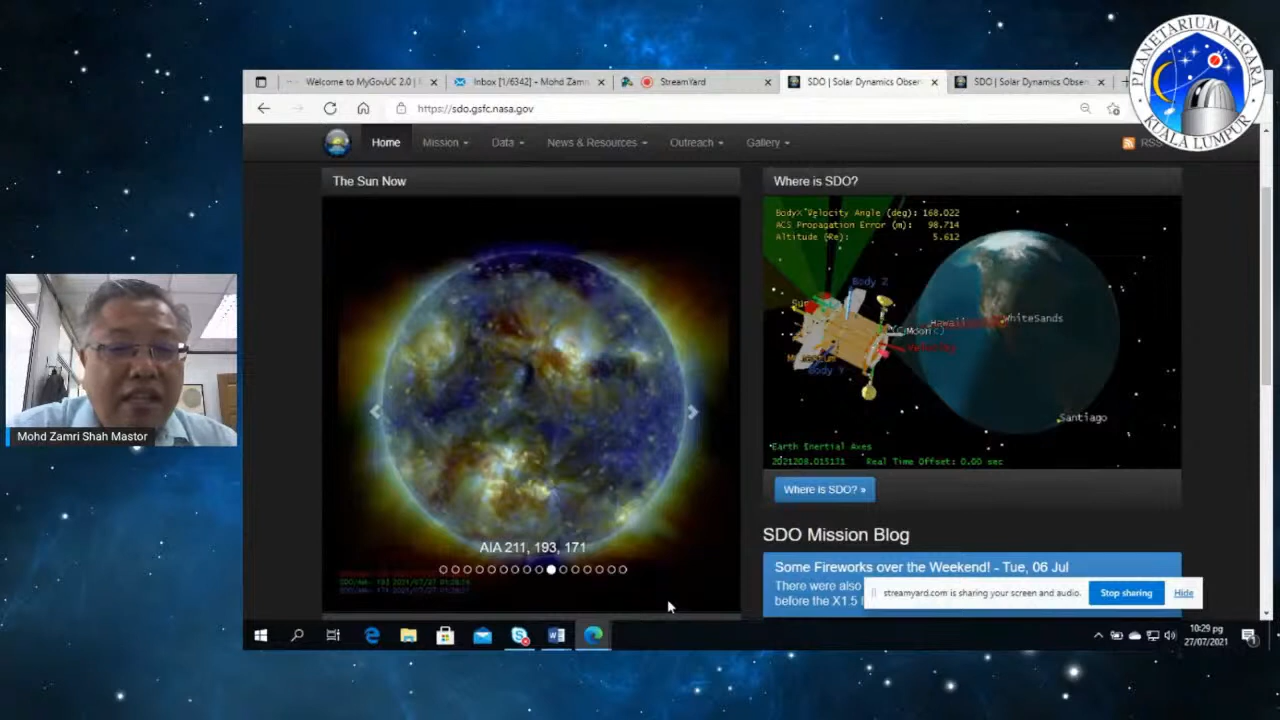 PLANETARIUM NEGARA
KUALA LUMPUR
Welcome to MyGovUC 2.0 |
Inbox [1/6342] - Mohd Zamri
StreamYard
SDO | Solar Dynamics Obser
SDO | Solar Dynamics Obser
https://sdo.gsfc.nasa.gov
Home
Mission
Data
News & Resources
Outreach
Gallery
RSS
The Sun Now
Where is SDO?
Velocity Angle (deg): 168.022
ACS Propagation Error (m): 98.714
Altitude (Re): 5.612
Body Z
Hawaii
WhiteSands
Velocity
Body Y
Santiago
Earth Inertial Axes
Real Time Offset: 0.00 sec
AIA 211, 193, 171
Where is SDO? »
SDO Mission Blog
Some Fireworks over the Weekend! - Tue, 06 Jul
There were also
before the X1.5
streamyard.com is sharing your screen and audio.
Stop sharing
Hide
Mohd Zamri Shah Mastor
10:29 pg
27/07/2021